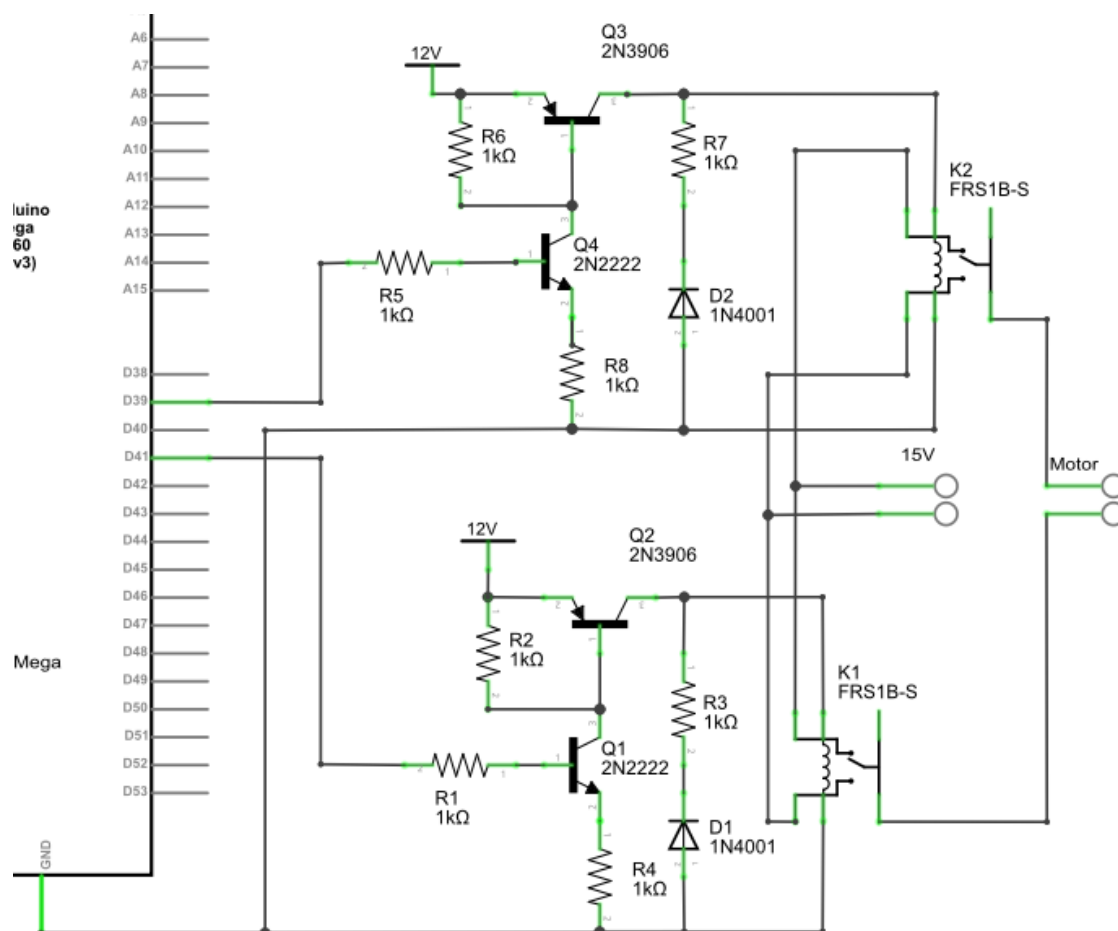 A6
A7
A8
A9
A10
A11
A12
A13
A14
A15
luino
ga
60
v3)
D38
D39
D40
D41
D42
D43
D44
D45
D46
D47
D48
D49
D50
D51
D52
D53
Mega
GND
12V
Q3
2N3906
R6
1kΩ
R7
1kΩ
K2
FRS1B-S
Q4
2N2222
R5
1kΩ
D2
1N4001
R8
1kΩ
15V
Motor
12V
Q2
2N3906
R2
1kΩ
R3
1kΩ
K1
FRS1B-S
Q1
2N2222
R1
1kΩ
D1
1N4001
R4
1kΩ